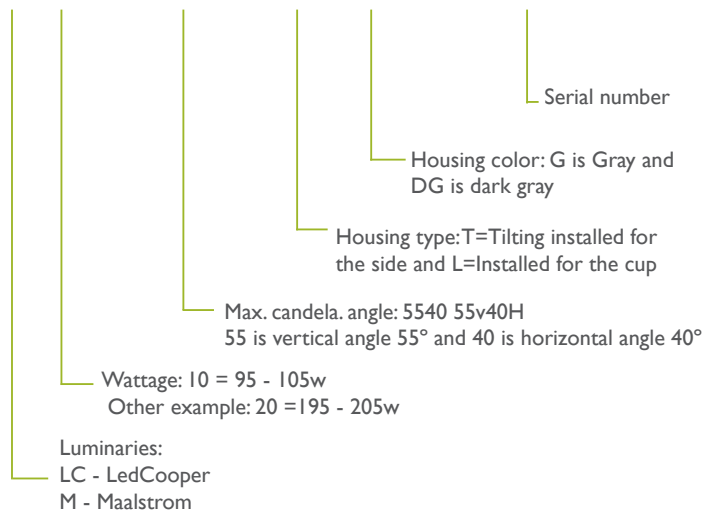 Serial number
Housing color: G is Gray and
DG is dark gray
Housing type:T=Tilting installed for
the side and L=Installed for the cup
Max. candela. angle: 5540 55v40H
55 is vertical angle 55º and 40 is horizontal angle 40º
Wattage: 10 = 95 - 105w
Other example: 20 =195 - 205w
Luminaries:
LC - LedCooper
M - Maalstrom